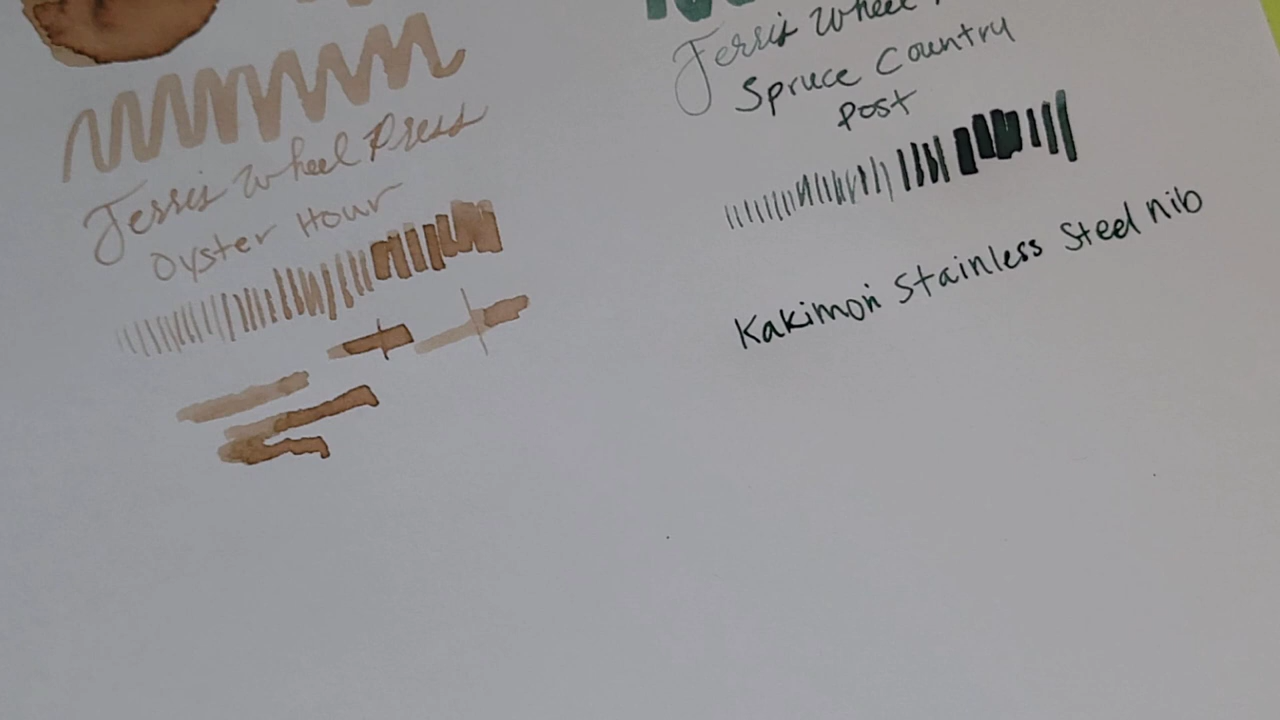 Ferris Wheel Press
Oyster Hour
Ferris Wheel
Spruce Country
Post
Kakimori Stainless Steel Nib